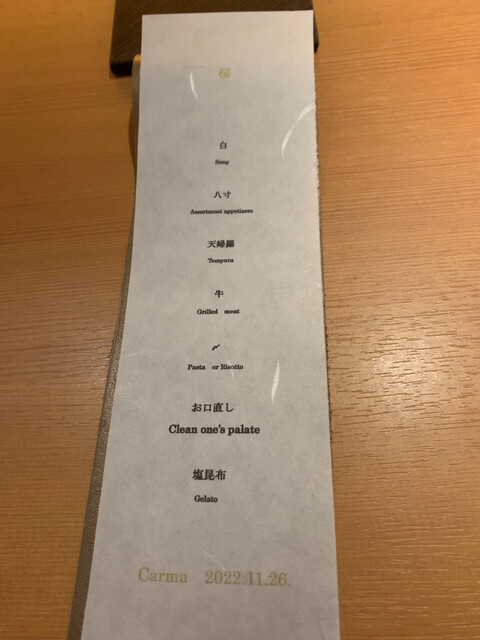 桜
白
Soup
八寸
Assortment appetizers
天婦羅
Tempura
牛
Grilled meat
〆
Pasta or Risotto
お口直し
Clean one's palate
塩昆布
Gelato
Carma 2022.11.26.